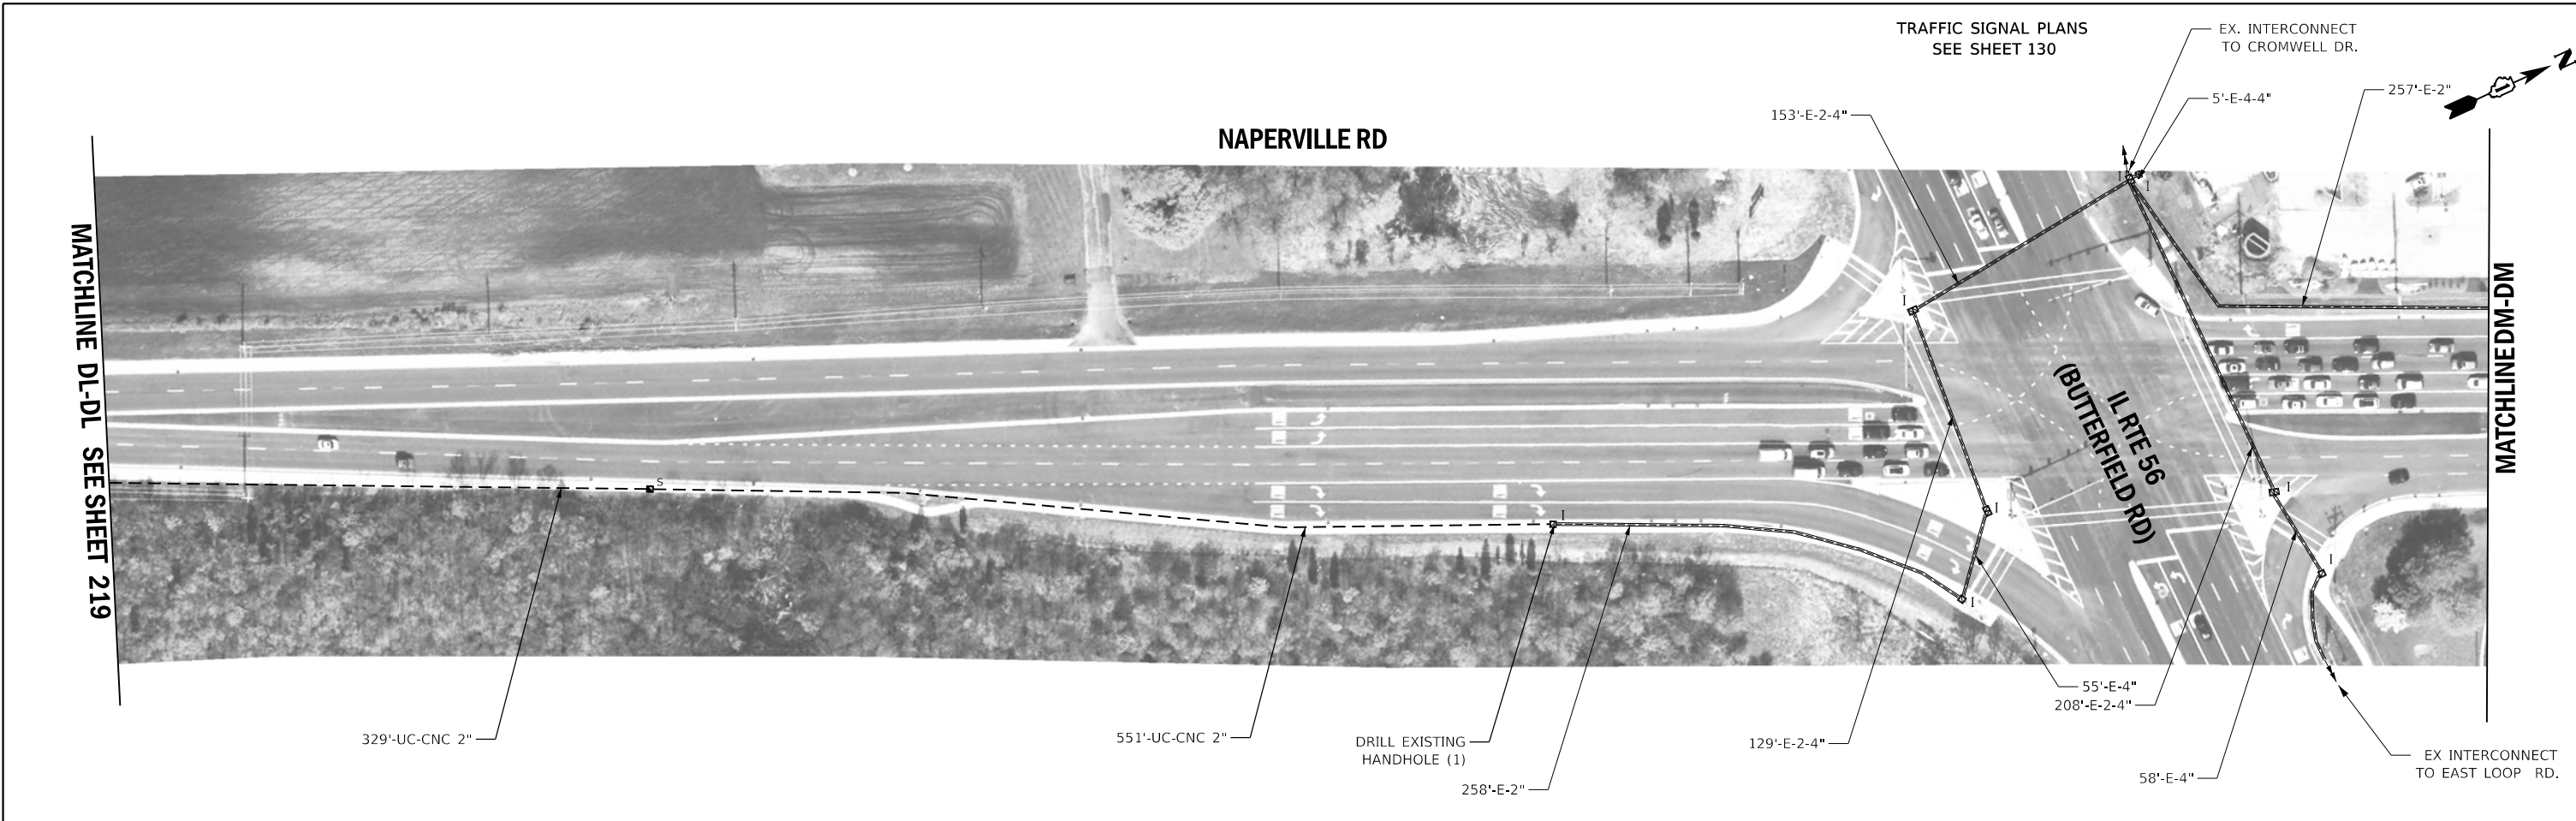 TRAFFIC SIGNAL PLANS
SEE SHEET 130
EX. INTERCONNECT
TO CROMWELL DR.
N
5'-E-4-4"
257'-E-2"
153'-E-2-4"
NAPERVILLE RD
MATCHLINE DL-DL SEE SHEET 219
MATCHLINE DM-DM
IL RTE 56
(BUTTERFIELD RD)
I
I
I
S
I
I
I
I
I
329'-UC-CNC 2"
551'-UC-CNC 2"
DRILL EXISTING
HANDHOLE (1)
258'-E-2"
129'-E-2-4"
55'-E-4"
208'-E-2-4"
58'-E-4"
EX INTERCONNECT
TO EAST LOOP RD.